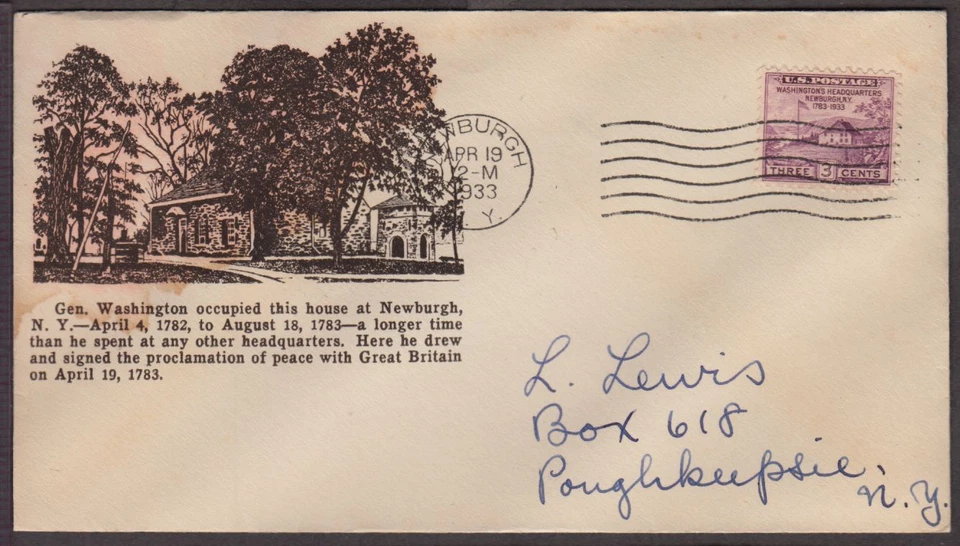 Gen. Washington occupied this house at Newburgh,
N. Y.—April 4, 1782, to August 18, 1783—a longer time
than he spent at any other headquarters. Here he drew
and signed the proclamation of peace with Great Britain
on April 19, 1783.
NEWBURGH
APR 19
12-M
1933
N. Y.
U.S. POSTAGE
WASHINGTON'S HEADQUARTERS
NEWBURGH, N.Y.
1783-1933
THREE 3 CENTS
L. Lewis
Box 618
Poughkeepsie,
N. Y.